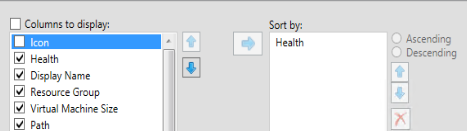 Columns to display:
Icon
Health
Display Name
Resource Group
Virtual Machine Size
Path
Sort by:
Health
Ascending
Descending